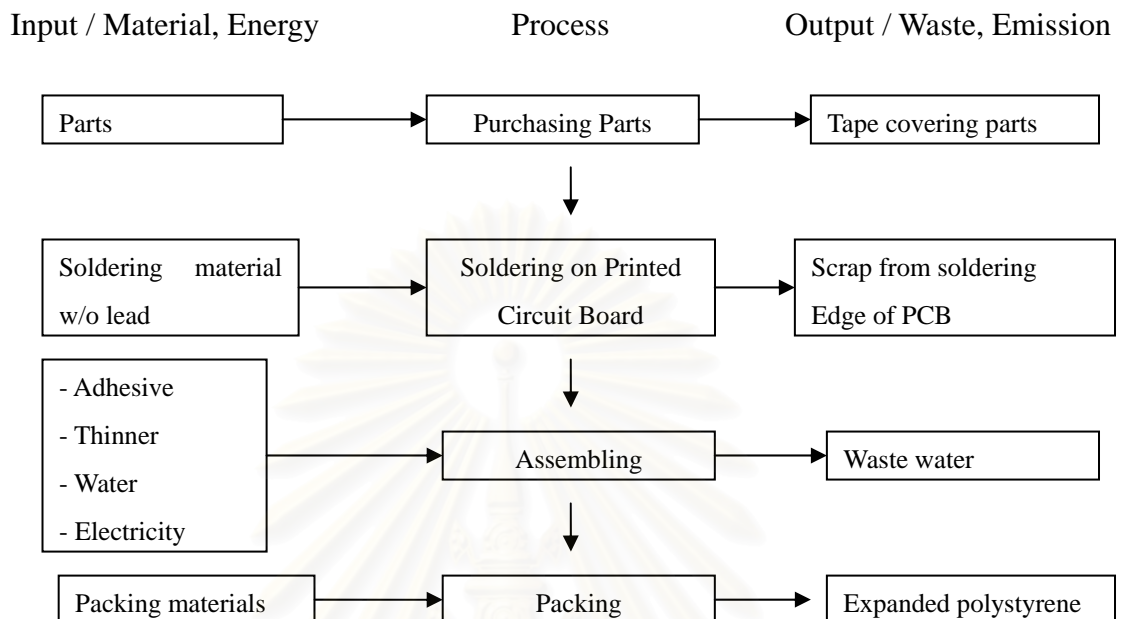 Input / Material, Energy Process Output / Waste, Emission
Parts Purchasing Parts Tape covering parts
Soldering material Soldering on Printed Scrap from soldering
w/o lead Circuit Board Edge of PCB
- Adhesive
- Thinner
- Water
- Electricity
Assembling Waste water
Packing materials Packing Expanded polystyrene